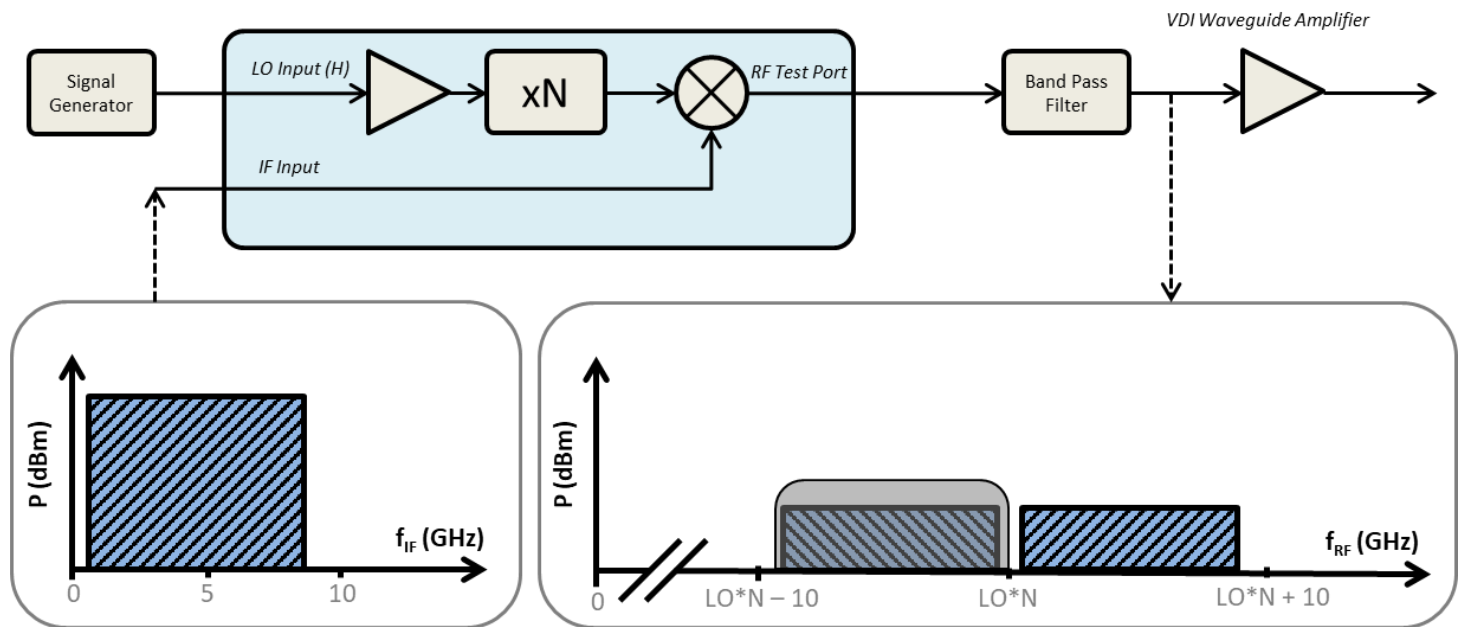 VDI Waveguide Amplifier
Signal
Generator
LO Input (H)
xN
RF Test Port
Band Pass
Filter
IF Input
P (dBm)
f_IF (GHz)
0
5
10
P (dBm)
f_RF (GHz)
0
LO*N – 10
LO*N
LO*N + 10